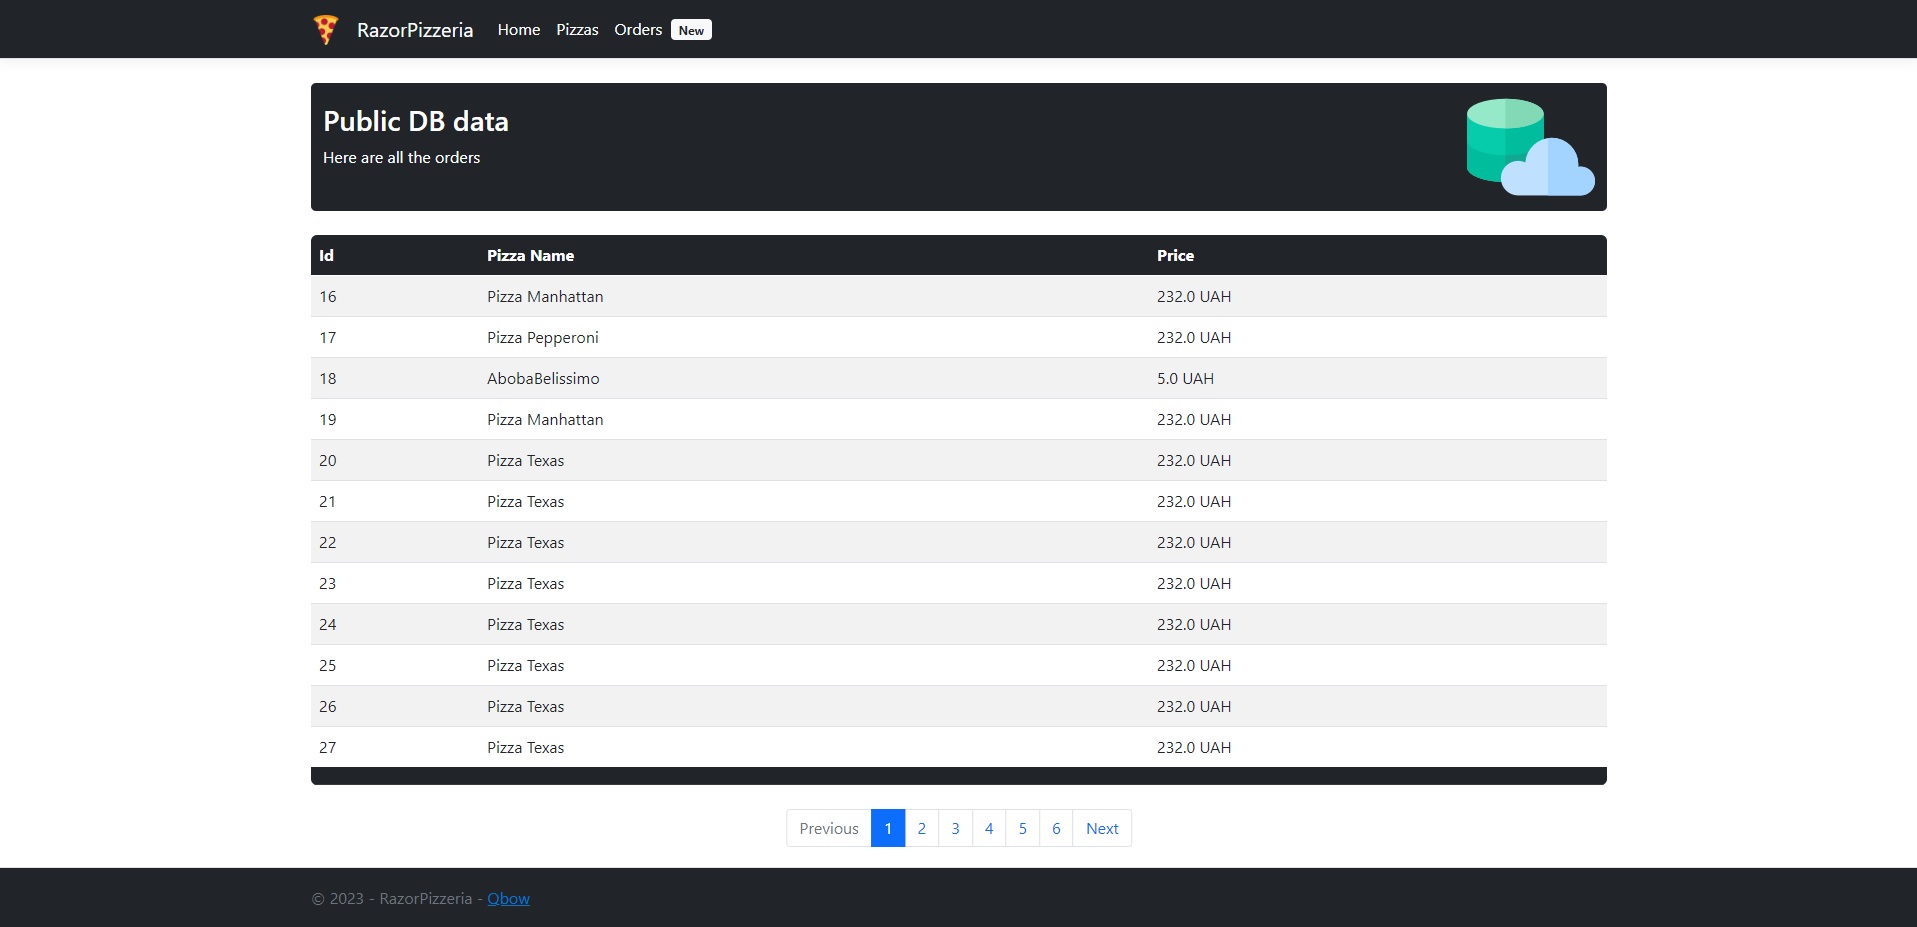 RazorPizzeria Home Pizzas Orders New
Public DB data
Here are all the orders
Id Pizza Name Price
16 Pizza Manhattan 232.0 UAH
17 Pizza Pepperoni 232.0 UAH
18 AbobaBelissimo 5.0 UAH
19 Pizza Manhattan 232.0 UAH
20 Pizza Texas 232.0 UAH
21 Pizza Texas 232.0 UAH
22 Pizza Texas 232.0 UAH
23 Pizza Texas 232.0 UAH
24 Pizza Texas 232.0 UAH
25 Pizza Texas 232.0 UAH
26 Pizza Texas 232.0 UAH
27 Pizza Texas 232.0 UAH
Previous 1 2 3 4 5 6 Next
© 2023 - RazorPizzeria - Qbow